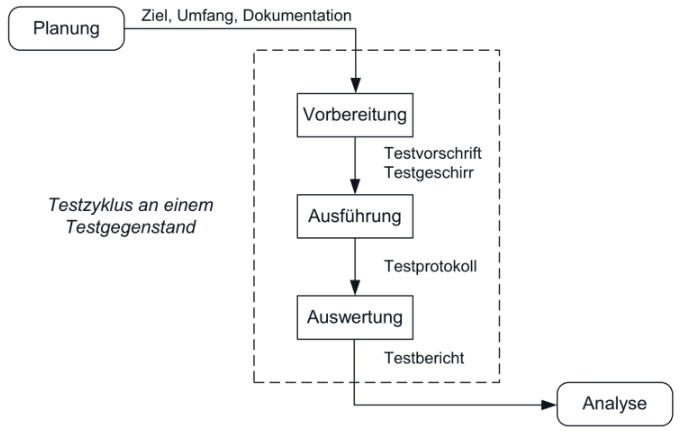 Planung
Ziel, Umfang, Dokumentation
Vorbereitung
Testvorschrift
Testgeschirr
Testzyklus an einem
Testgegenstand
Ausführung
Testprotokoll
Auswertung
Testbericht
Analyse